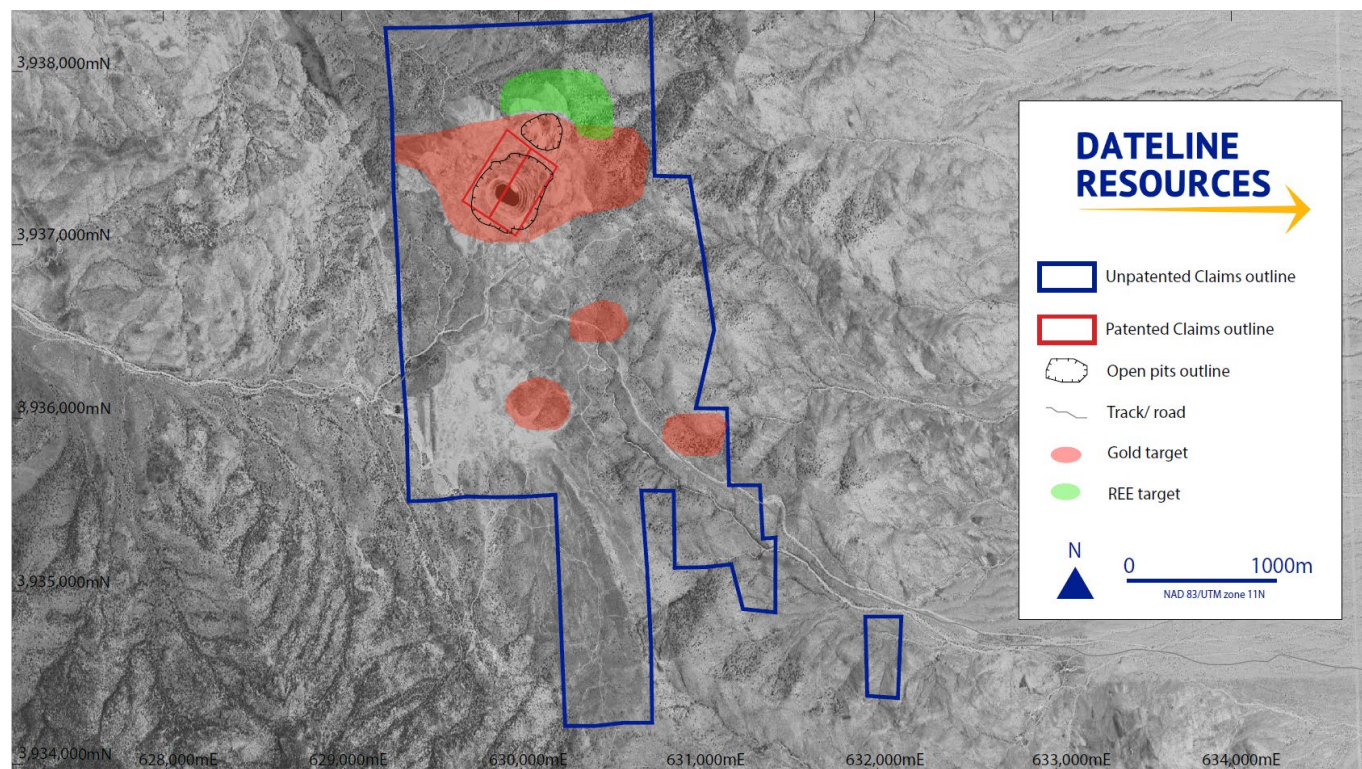 3,938,000mN
3,937,000mN
3,936,000mN
3,935,000mN
3,934,000mN
628,000mE
629,000mE
630,000mE
631,000mE
632,000mE
633,000mE
634,000mE
DATELINE
RESOURCES
Unpatented Claims outline
Patented Claims outline
Open pits outline
Track/ road
Gold target
REE target
N
0 1000m
NAD 83/UTM zone 11N